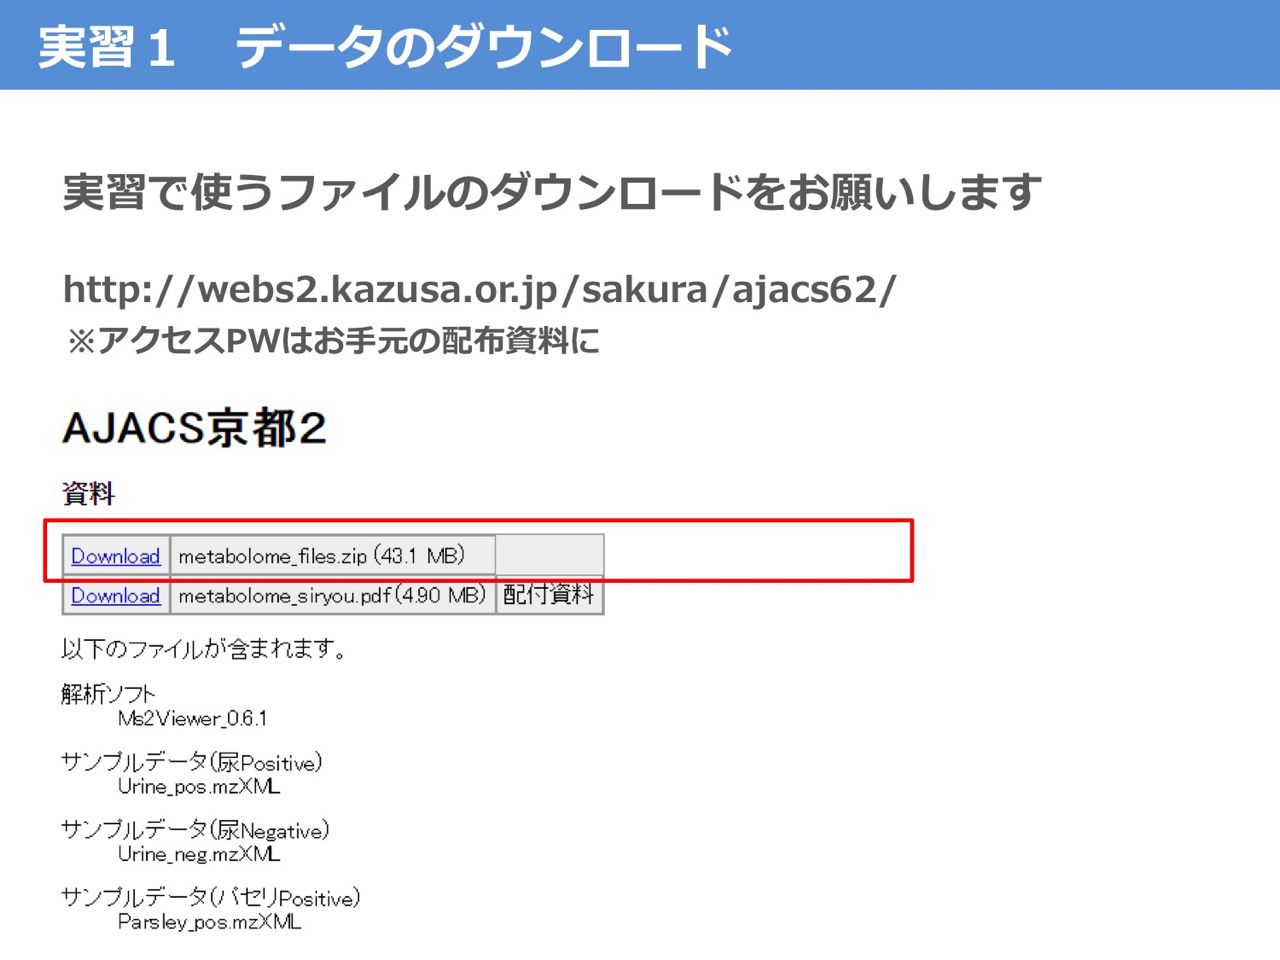 実習１　データのダウンロード
実習で使うファイルのダウンロードをお願いします
http://webs2.kazusa.or.jp/sakura/ajacs62/
※アクセスPWはお手元の配布資料に
AJACS京都2
資料
Download metabolome_files.zip (43.1 MB)
Download metabolome_siryou.pdf(4.90 MB) 配付資料
以下のファイルが含まれます。
解析ソフト
Ms2Viewer_0.6.1
サンプルデータ(尿Positive)
Urine_pos.mzXML
サンプルデータ(尿Negative)
Urine_neg.mzXML
サンプルデータ(パセリPositive)
Parsley_pos.mzXML